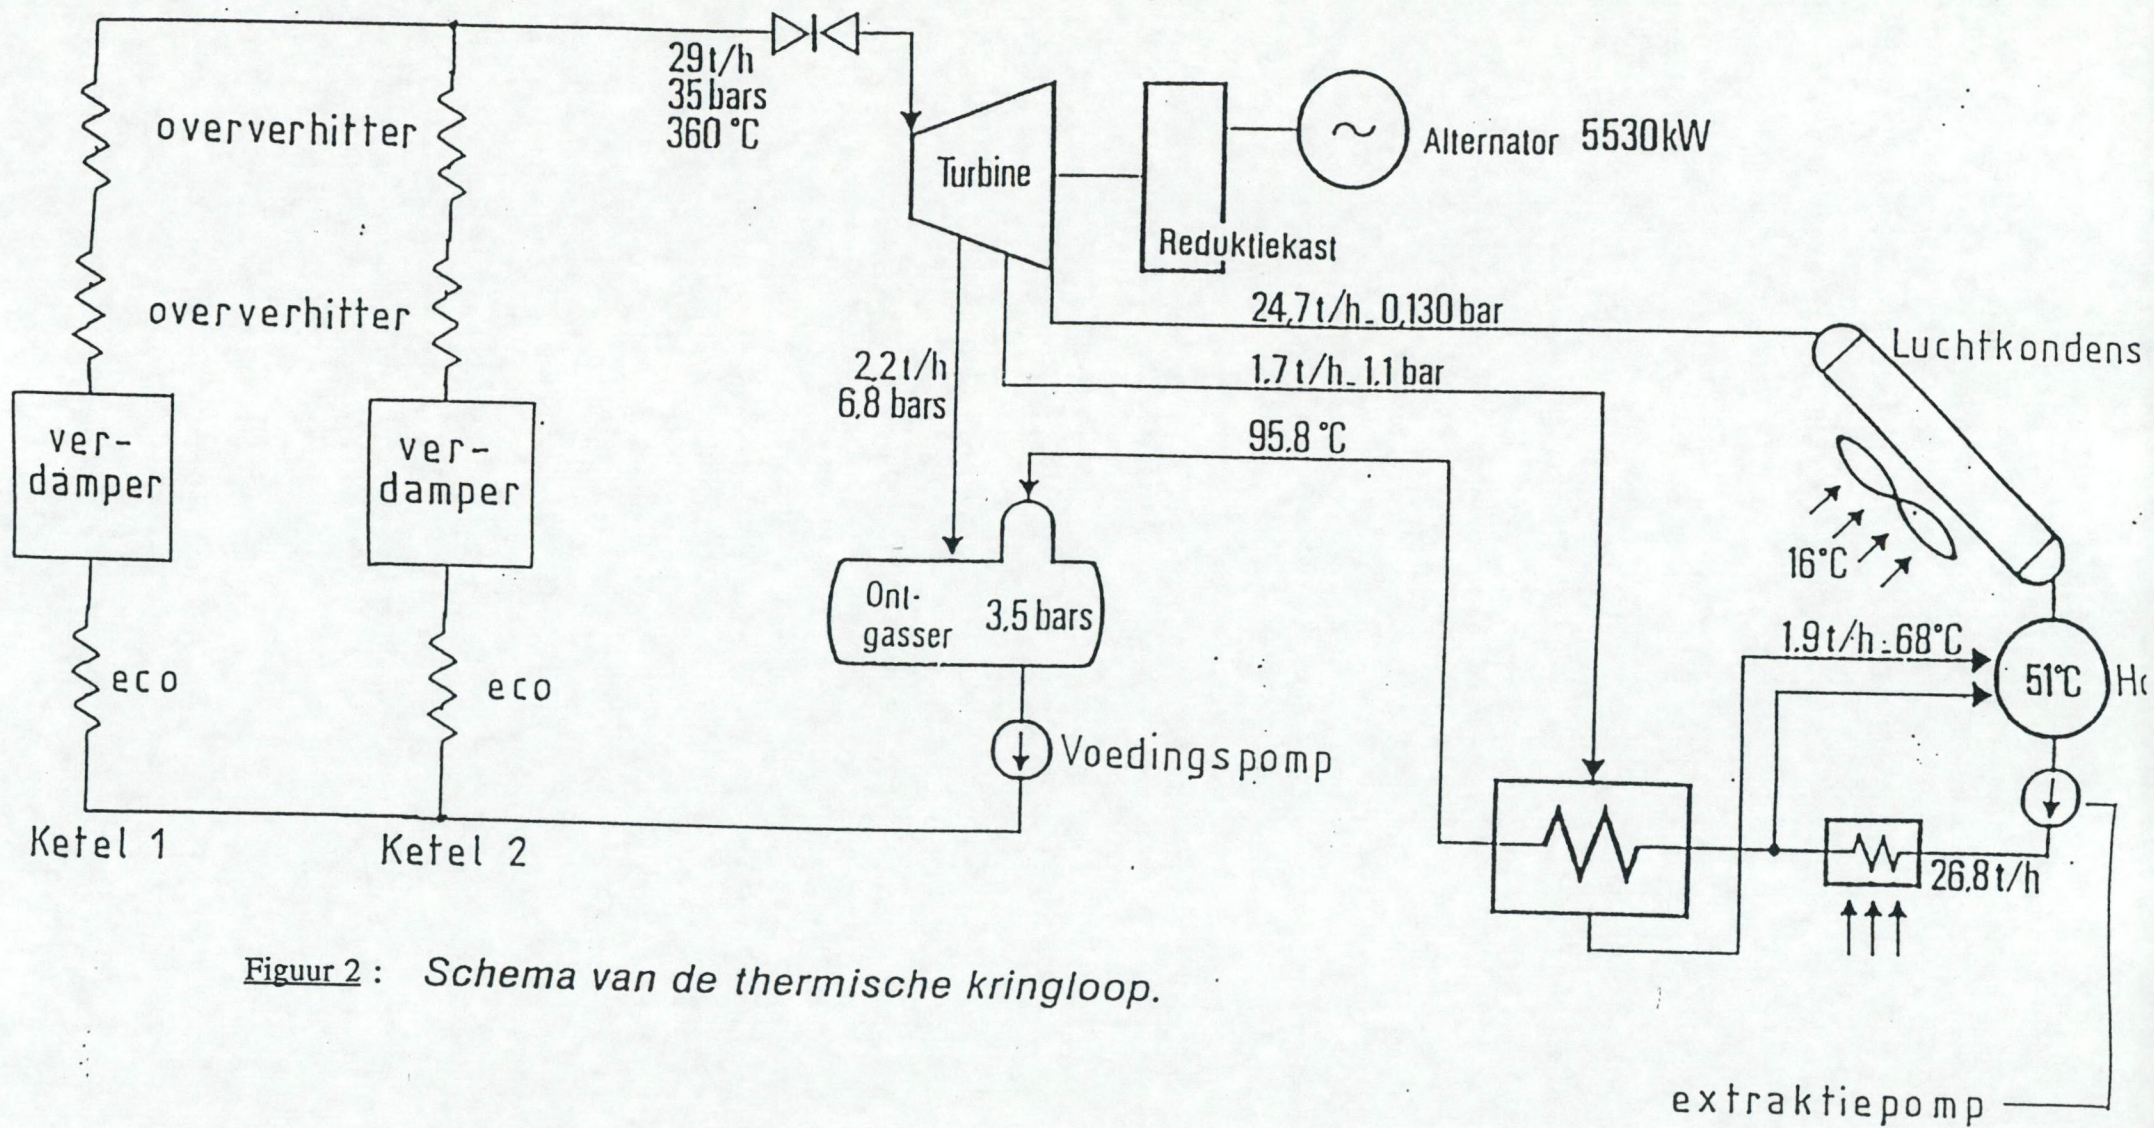 29 t/h
35 bars
360 °C
oververhitter
Turbine
Alternator 5530 kW
Reduktiekast
oververhitter
24,7 t/h - 0,130 bar
Luchtkondens
2,2 t/h
6,8 bars
1.7 t/h - 1.1 bar
95.8 °C
ver-
damper
ver-
damper
16°C
Ont-
gasser
3,5 bars
1.9 t/h - 68°C
51°C
eco
eco
Voedingspomp
Ketel 1
Ketel 2
26.8 t/h
Figuur 2 : Schema van de thermische kringloop.
extraktiepomp